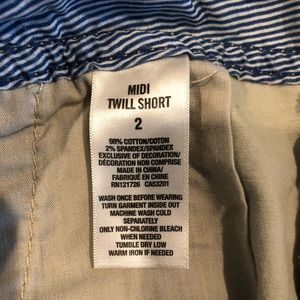 MIDI
TWILL SHORT
2
98% COTTON/COTTON
2% SPANDEX/SPANDEX
EXCLUSIVE OF DECORATION/
DÉCORATION NON COMPRISE
MADE IN CHINA/
FABRIQUÉ EN CHINE
RN121726 CA53201
WASH ONCE BEFORE WEARING
TURN GARMENT INSIDE OUT
MACHINE WASH COLD
SEPARATELY
ONLY NON-CHLORINE BLEACH
WHEN NEEDED
TUMBLE DRY LOW
WARM IRON IF NEEDED